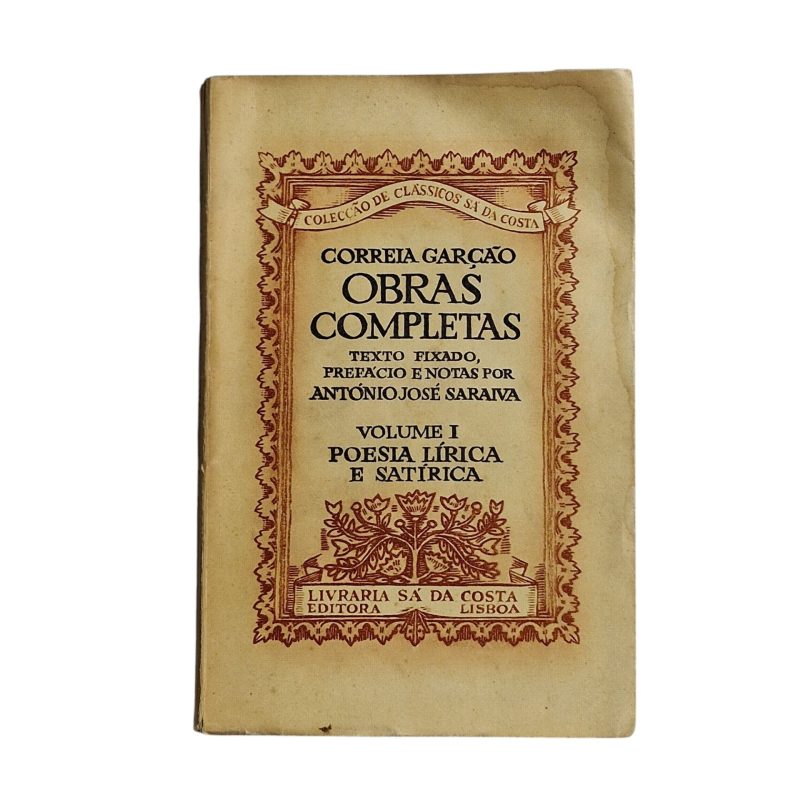 COLECÇÃO DE CLÁSSICOS SÁ DA COSTA
CORREIA GARÇÃO
OBRAS
COMPLETAS
TEXTO FIXADO,
PREFÁCIO E NOTAS POR
ANTÓNIO JOSÉ SARAIVA
VOLUME I
POESIA LÍRICA
E SATÍRICA
LIVRARIA SÁ DA COSTA
EDITORA LISBOA